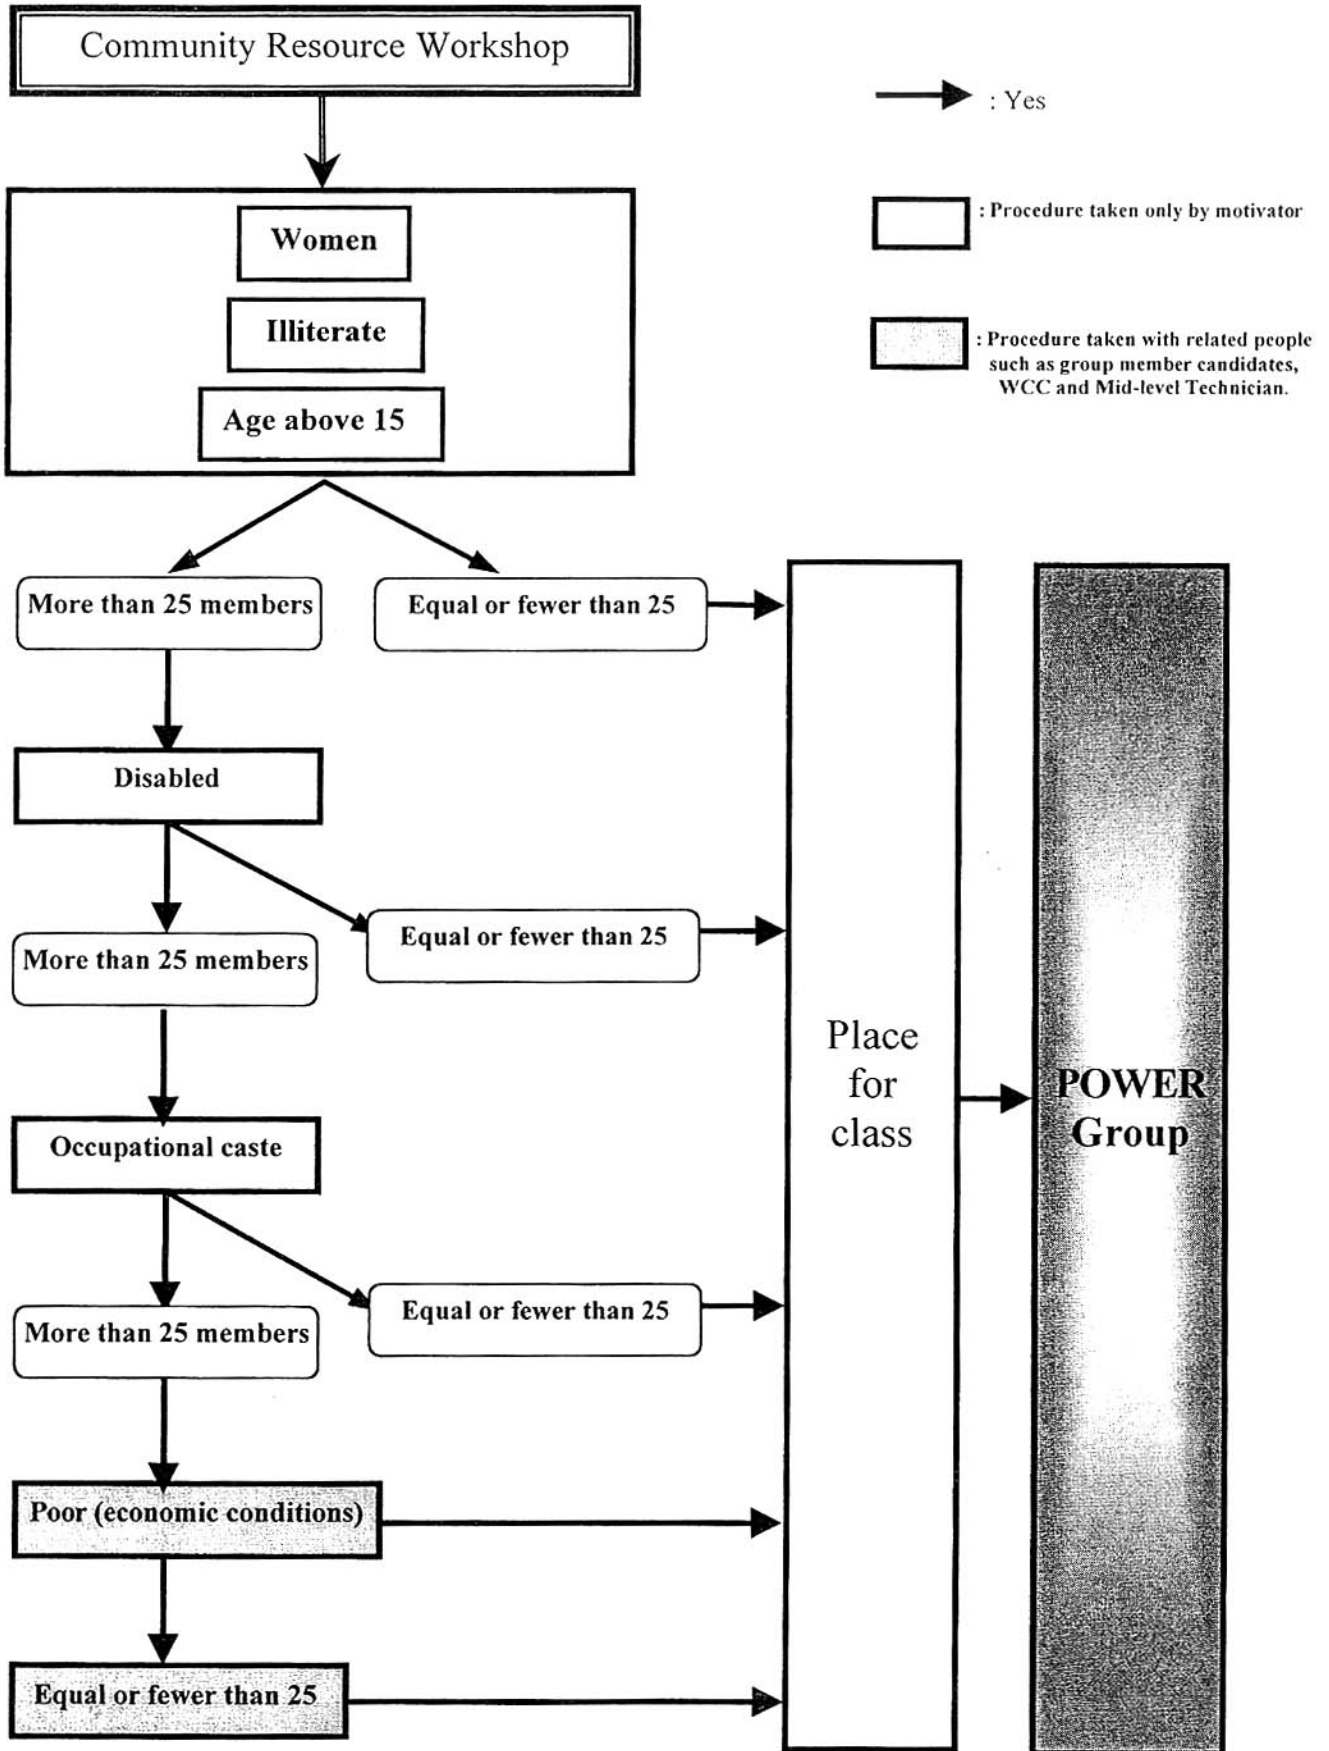 Community Resource Workshop
: Yes
: Procedure taken only by motivator
: Procedure taken with related people
such as group member candidates,
WCC and Mid-level Technician.
Women
Illiterate
Age above 15
More than 25 members
Equal or fewer than 25
Disabled
Equal or fewer than 25
More than 25 members
Place
for
class
POWER
Group
Occupational caste
Equal or fewer than 25
More than 25 members
Poor (economic conditions)
Equal or fewer than 25